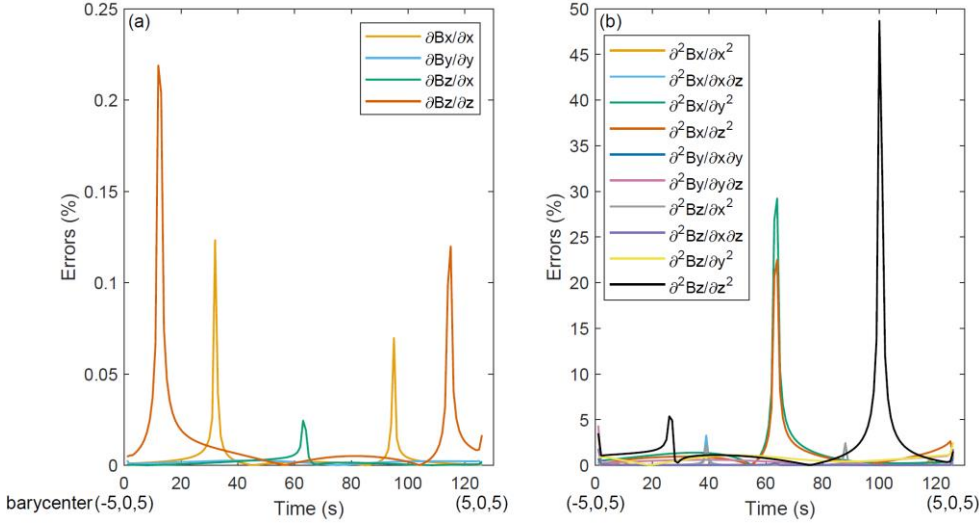 (a)
∂Bx/∂x
∂By/∂y
∂Bz/∂x
∂Bz/∂z
0.25
0.2
0.15
0.1
0.05
0
Errors (%)
0 20 40 60 80 100 120
barycenter (-5,0,5) Time (s) (5,0,5)
(b)
∂²Bx/∂x²
∂²Bx/∂x∂z
∂²Bx/∂y²
∂²Bx/∂z²
∂²By/∂x∂y
∂²By/∂y∂z
∂²Bz/∂x²
∂²Bz/∂x∂z
∂²Bz/∂y²
∂²Bz/∂z²
50
45
40
35
30
25
20
15
10
5
0
Errors (%)
0 20 40 60 80 100 120
(-5,0,5) Time (s) (5,0,5)